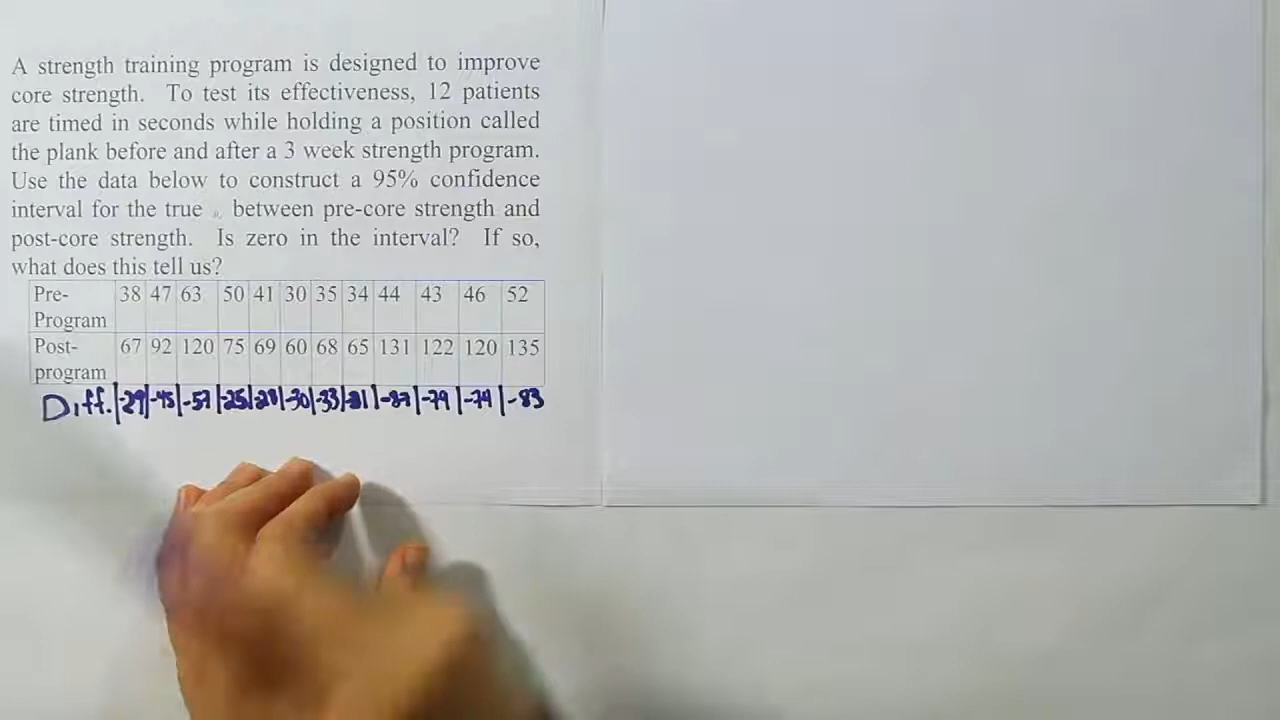 A strength training program is designed to improve
core strength. To test its effectiveness, 12 patients
are timed in seconds while holding a position called
the plank before and after a 3 week strength program.
Use the data below to construct a 95% confidence
interval for the true between pre-core strength and
post-core strength. Is zero in the interval? If so,
what does this tell us?
Pre-Program 38 47 63 50 41 30 35 34 44 43 46 52
Post-program 67 92 120 75 69 60 68 65 131 122 120 135
Diff. -29 -45 -57 -25 -28 -30 -33 -31 -87 -79 -74 -83